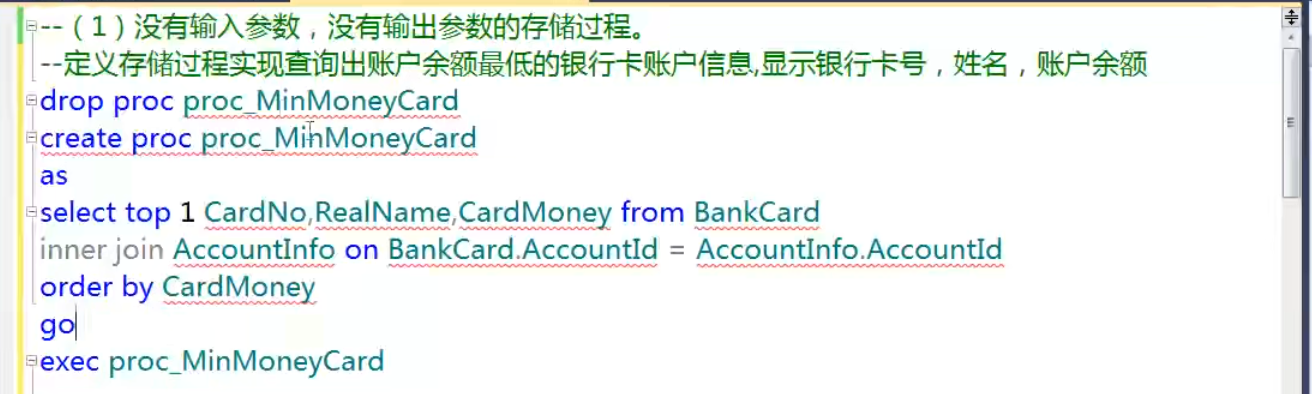 --（1）没有输入参数，没有输出参数的存储过程。
--定义存储过程实现查询出账户余额最低的银行卡账户信息,显示银行卡号，姓名，账户余额
drop proc proc_MinMoneyCard
create proc proc_MinMoneyCard
as
select top 1 CardNo,RealName,CardMoney from BankCard
inner join AccountInfo on BankCard.AccountId = AccountInfo.AccountId
order by CardMoney
go
exec proc_MinMoneyCard